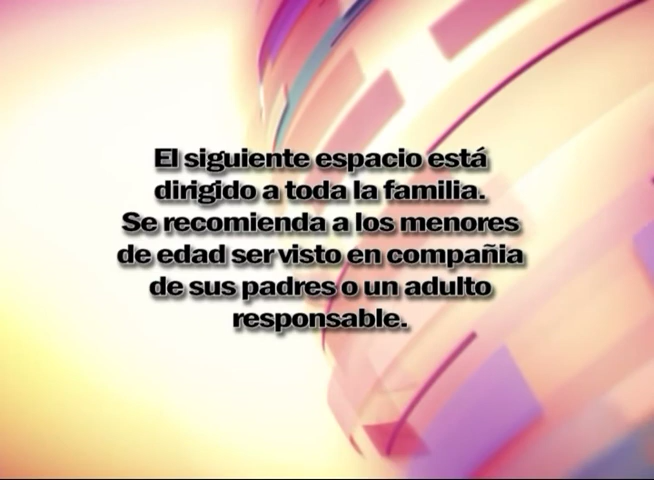 El siguiente espacio está
dirigido a toda la familia.
Se recomienda a los menores
de edad ser visto en compañia
de sus padres o un adulto
responsable.